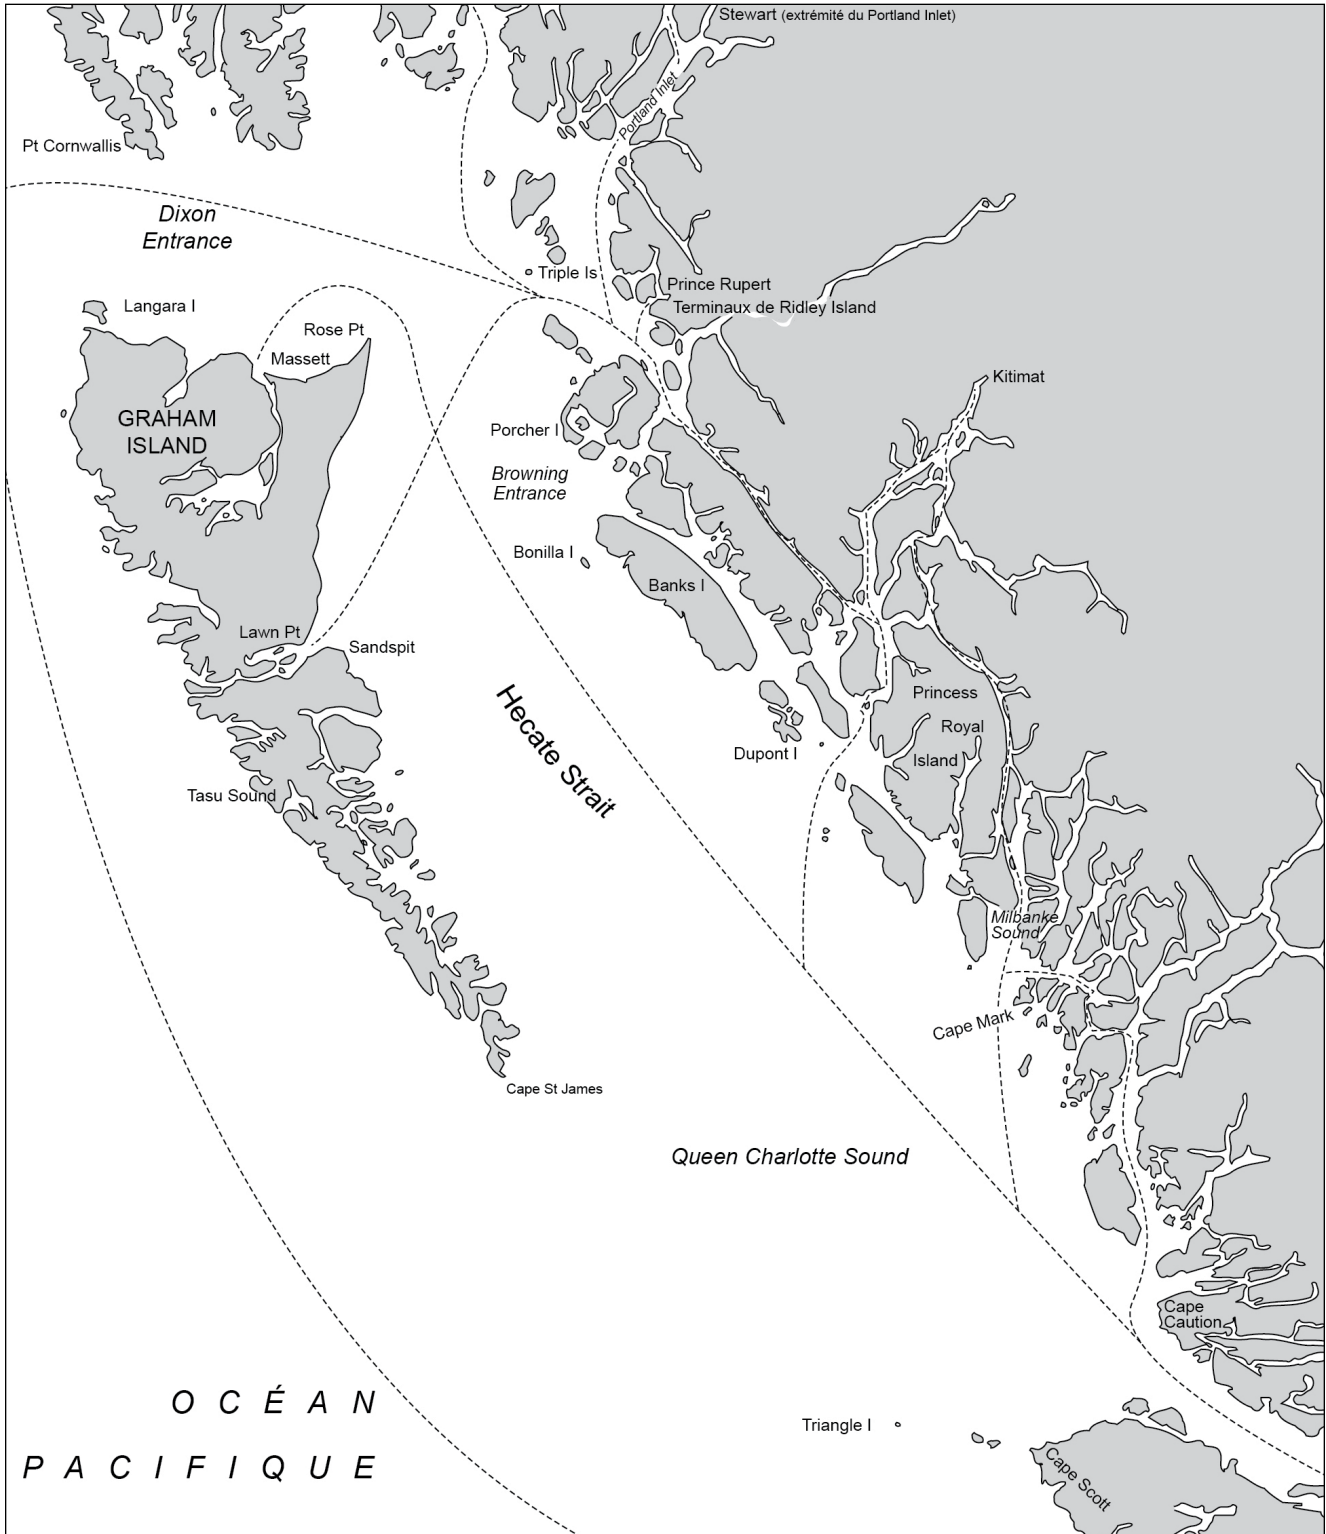 Stewart (extrémité du Portland Inlet)
Portland Inlet
Pt Cornwallis
Dixon
Entrance
Triple Is
Prince Rupert
Terminaux de Ridley Island
Langara I
Rose Pt
Massett
Kitimat
GRAHAM
ISLAND
Porcher I
Browning
Entrance
Bonilla I
Banks I
Lawn Pt
Sandspit
Princess
Royal
Island
Hecate Strait
Dupont I
Tasu Sound
Milbanke
Sound
Cape Mark
Cape St James
Queen Charlotte Sound
Cape
Caution
OCÉAN
PACIFIQUE
Triangle I
Cape Scott